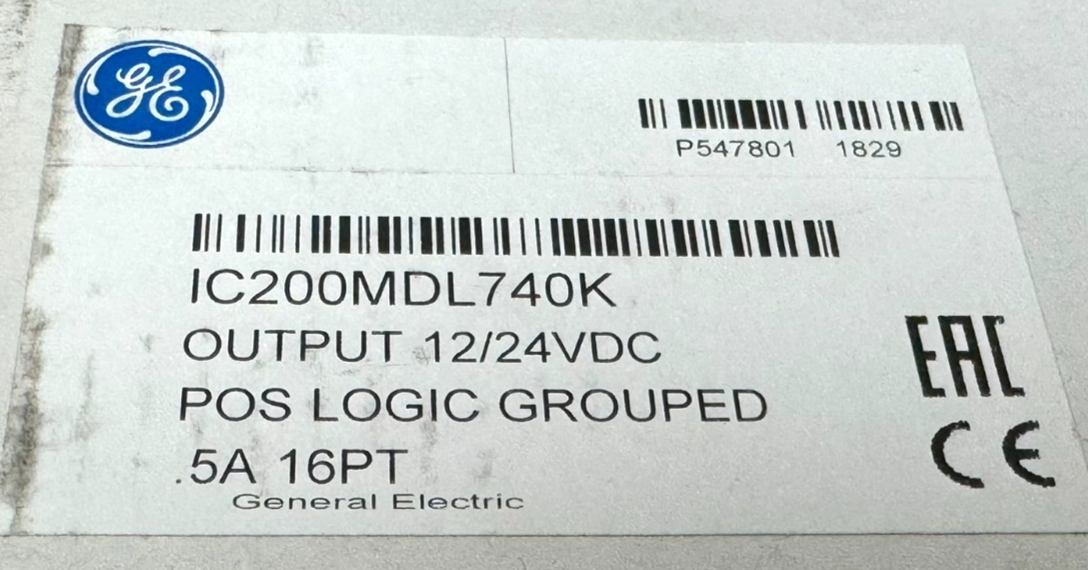 GE
P547801 1829
IC200MDL740K
OUTPUT 12/24VDC
POS LOGIC GROUPED
.5A 16PT
General Electric
EAC
CE